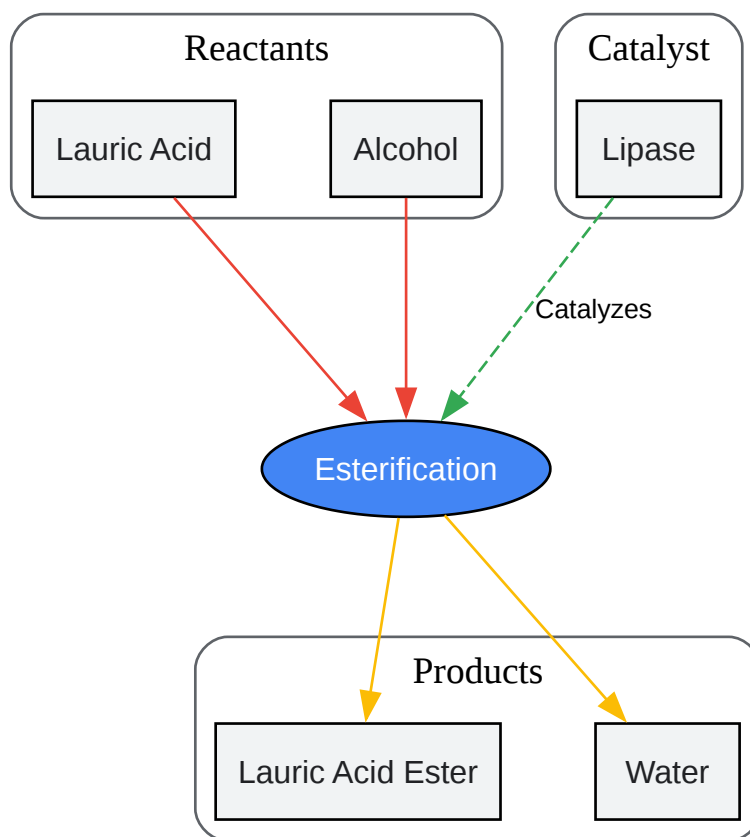 Reactants
Catalyst
Lauric Acid
Alcohol
Lipase
Catalyzes
Esterification
Products
Lauric Acid Ester
Water